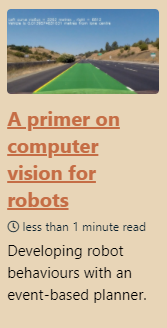 A primer on
computer
vision for
robots
less than 1 minute read
Developing robot
behaviours with an
event-based planner.